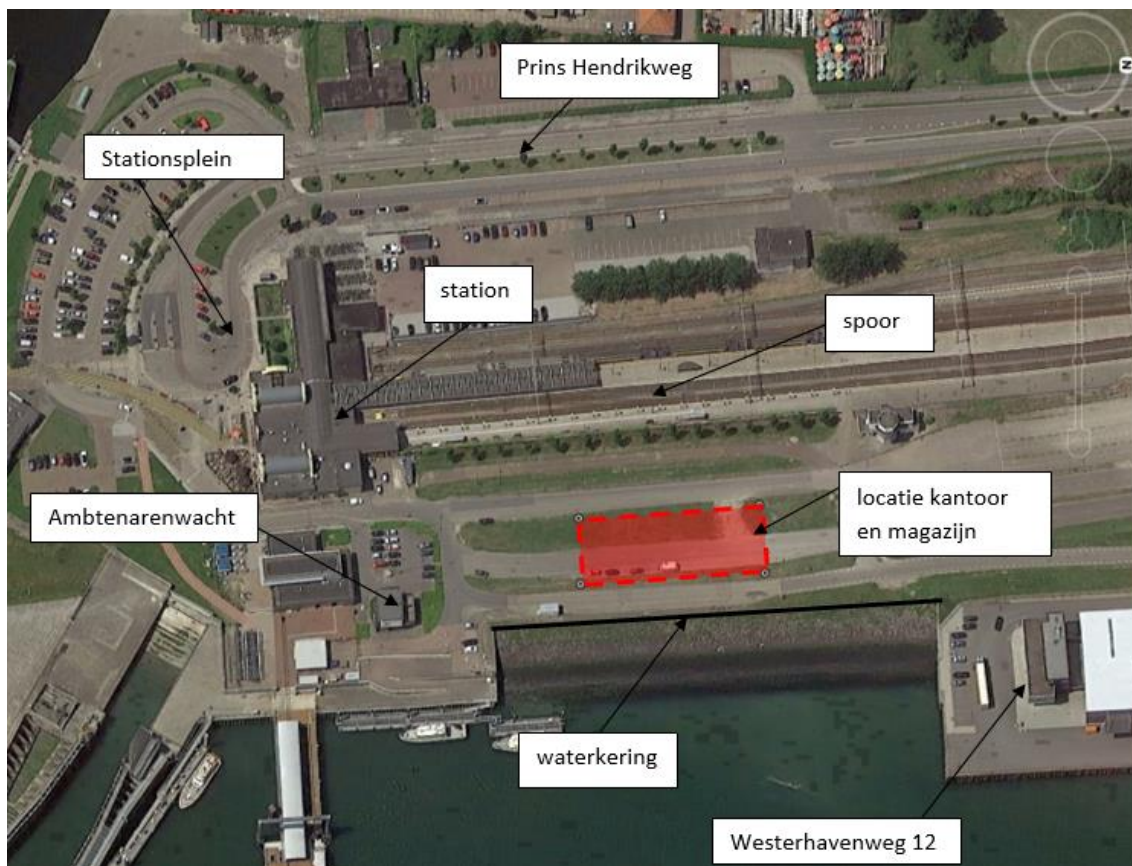 Prins Hendrikweg
Stationsplein
station
spoor
Ambtenarenwacht
locatie kantoor
en magazijn
waterkering
Westerhavenweg 12
N